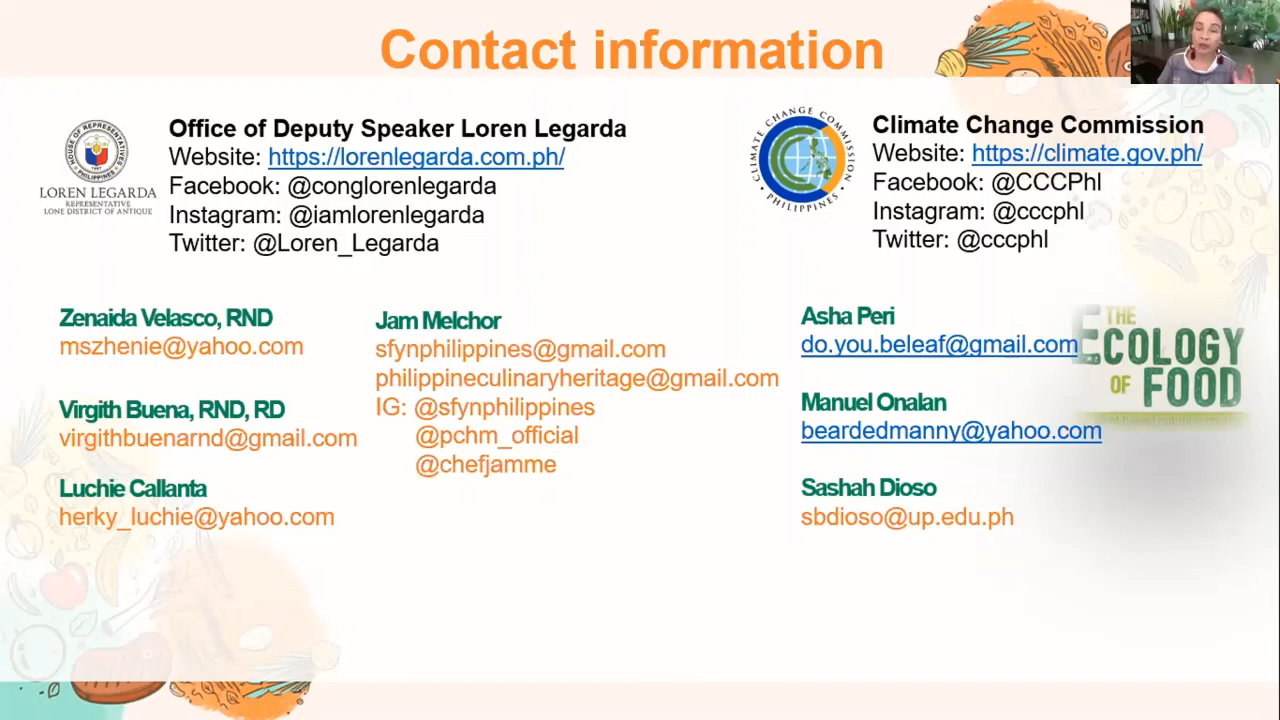 Contact information
HOUSE OF REPRESENTATIVES
PHILIPPINES
LOREN LEGARDA
REPRESENTATIVE
LONE DISTRICT OF ANTIQUE
Office of Deputy Speaker Loren Legarda
Website: https://lorenlegarda.com.ph/
Facebook: @conglorenlegarda
Instagram: @iamlorenlegarda
Twitter: @Loren_Legarda
CLIMATE CHANGE COMMISSION
PHILIPPINES
Climate Change Commission
Website: https://climate.gov.ph/
Facebook: @CCCPhl
Instagram: @cccphl
Twitter: @cccphl
Zenaida Velasco, RND
mszhenie@yahoo.com
Virgith Buena, RND, RD
virgithbuenarnd@gmail.com
Luchie Callanta
herky_luchie@yahoo.com
Jam Melchor
sfynphilippines@gmail.com
philippineculinaryheritage@gmail.com
IG: @sfynphilippines
@pchm_official
@chefjamme
Asha Peri
do.you.beleaf@gmail.com
Manuel Onalan
beardedmanny@yahoo.com
Sashah Dioso
sbdioso@up.edu.ph
THE
ECOLOGY
OF FOOD